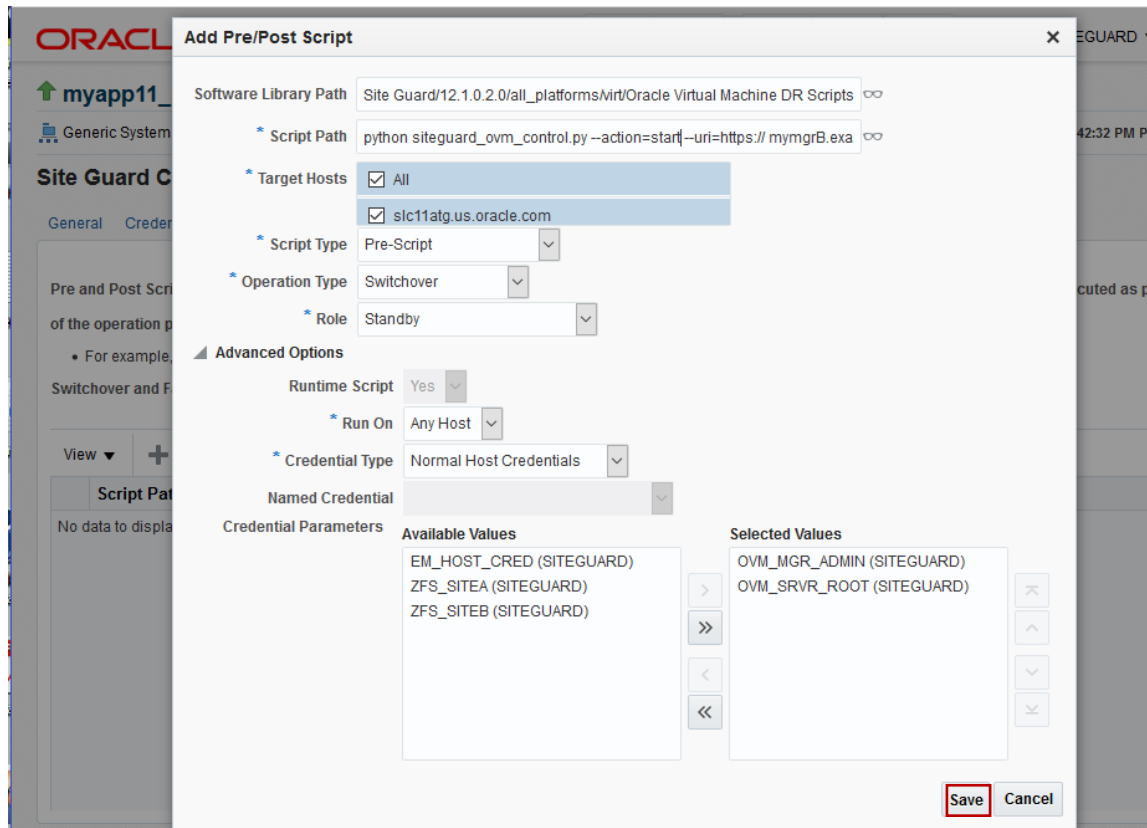 ORACL
EGUARD
Add Pre/Post Script
myapp11_
Generic System
42:32 PM P
Software Library Path Site Guard/12.1.0.2.0/all_platforms/virt/Oracle Virtual Machine DR Scripts
* Script Path python siteguard_ovm_control.py --action=start --uri=https:// mymgrB.exa
Site Guard C
* Target Hosts All
slc11atg.us.oracle.com
General Creden
* Script Type Pre-Script
* Operation Type Switchover
Pre and Post Scri
cuted as p
of the operation p
* Role Standby
• For example,
Advanced Options
Switchover and F
Runtime Script Yes
* Run On Any Host
View
* Credential Type Normal Host Credentials
Script Pat
Named Credential
No data to displa
Credential Parameters
Available Values
Selected Values
EM_HOST_CRED (SITEGUARD)
ZFS_SITEA (SITEGUARD)
ZFS_SITEB (SITEGUARD)
OVM_MGR_ADMIN (SITEGUARD)
OVM_SRVR_ROOT (SITEGUARD)
Save Cancel